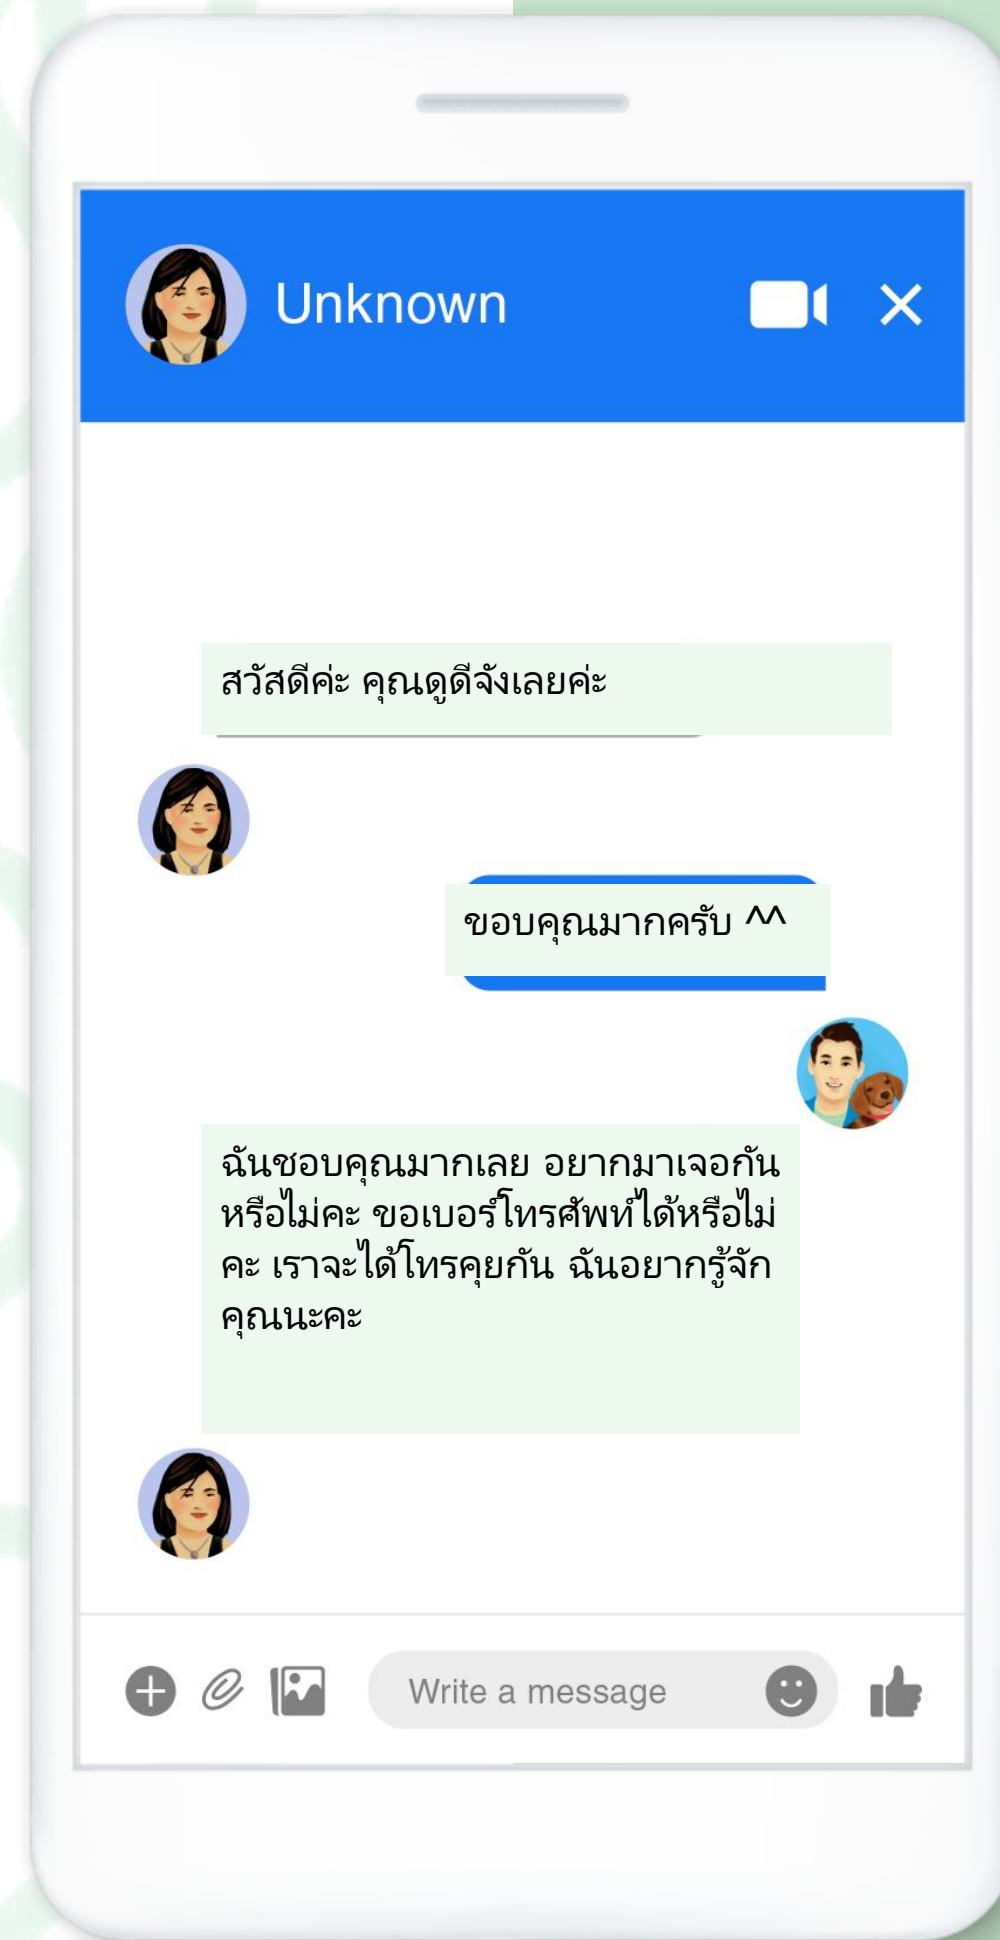 Unknown
สวัสดีค่ะ คุณดูดีจังเลยค่ะ
ขอบคุณมากครับ ^^
ฉันชอบคุณมากเลย อยากมาเจอกัน
หรือไม่คะ ขอเบอร์โทรศัพท์ได้หรือไม่
คะ เราจะได้โทรคุยกัน ฉันอยากรู้จัก
คุณนะคะ
Write a message